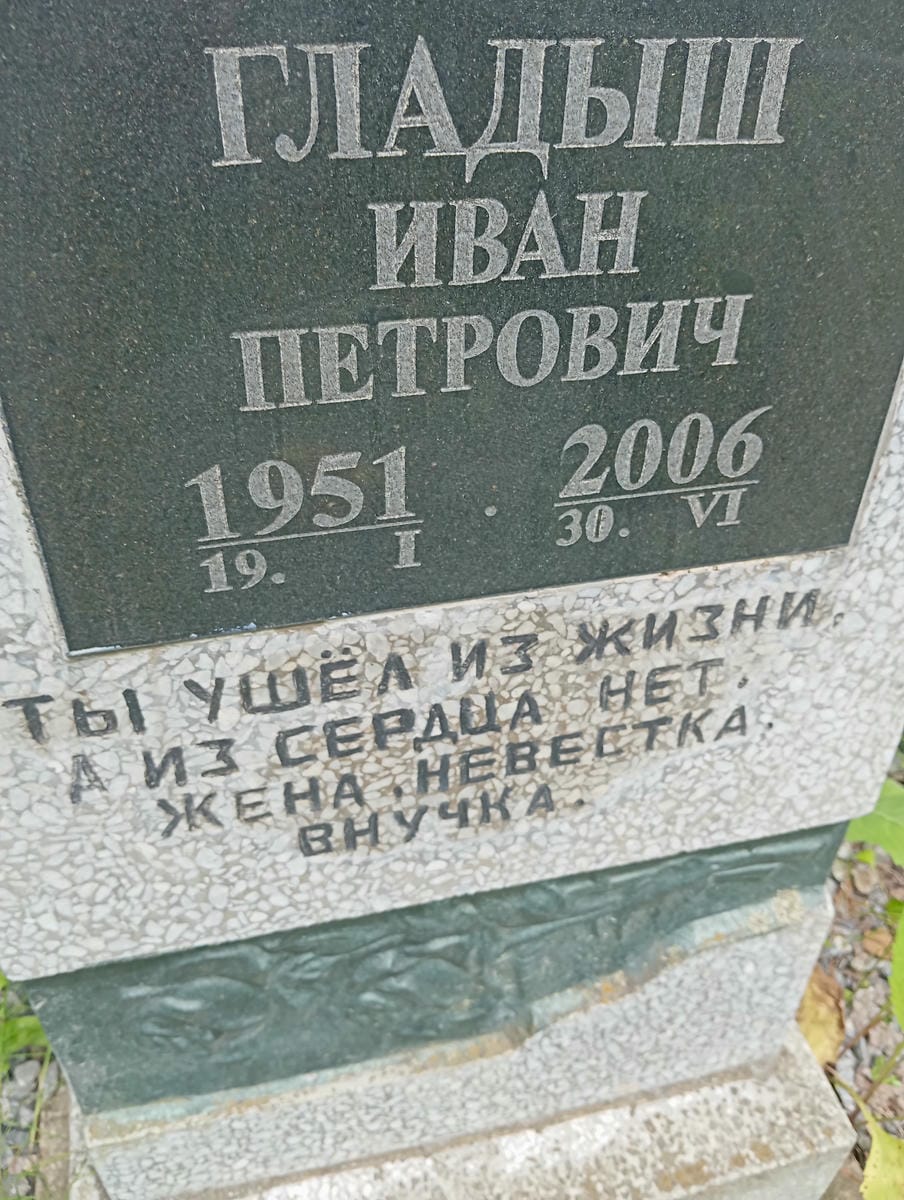 ГЛАДЫШ
ИВАН
ПЕТРОВИЧ
1951 · 2006
19. I 30. VI
ТЫ УШЁЛ ИЗ ЖИЗНИ.
А ИЗ СЕРДЦА НЕТ.
ЖЕНА. НЕВЕСТКА.
ВНУЧКА.